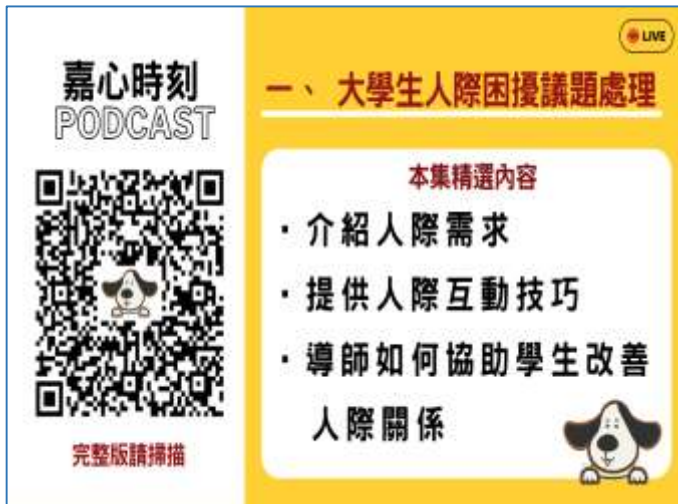 嘉心時刻
PODCAST
完整版請掃描
LIVE
一、 大學生人際困擾議題處理
本集精選內容
· 介紹人際需求
· 提供人際互動技巧
· 導師如何協助學生改善
人際關係